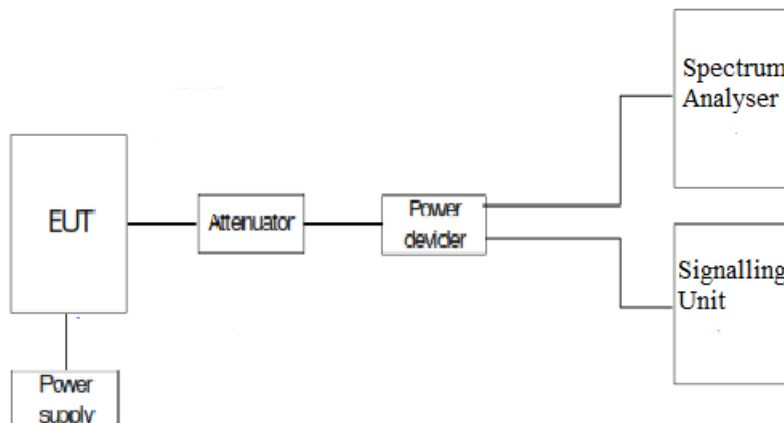 Spectrum
Analyser
EUT
Attenuator
Power
devider
Signalling
Unit
Power
supply